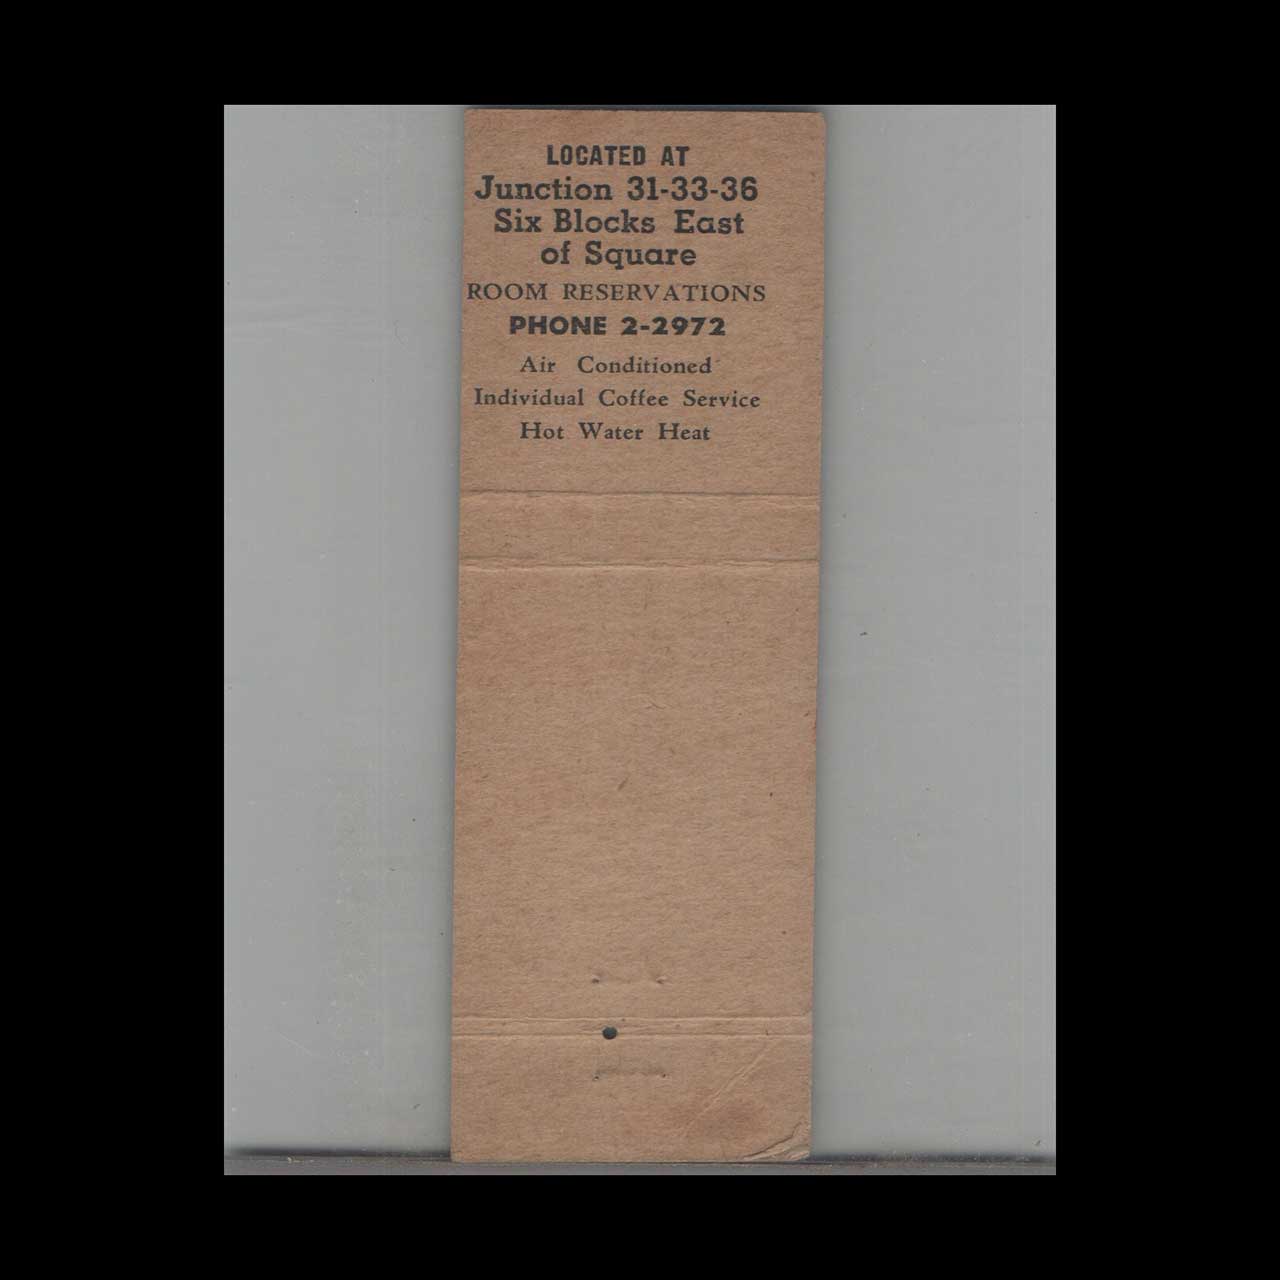 LOCATED AT
Junction 31-33-36
Six Blocks East
of Square
ROOM RESERVATIONS
PHONE 2-2972
Air Conditioned
Individual Coffee Service
Hot Water Heat